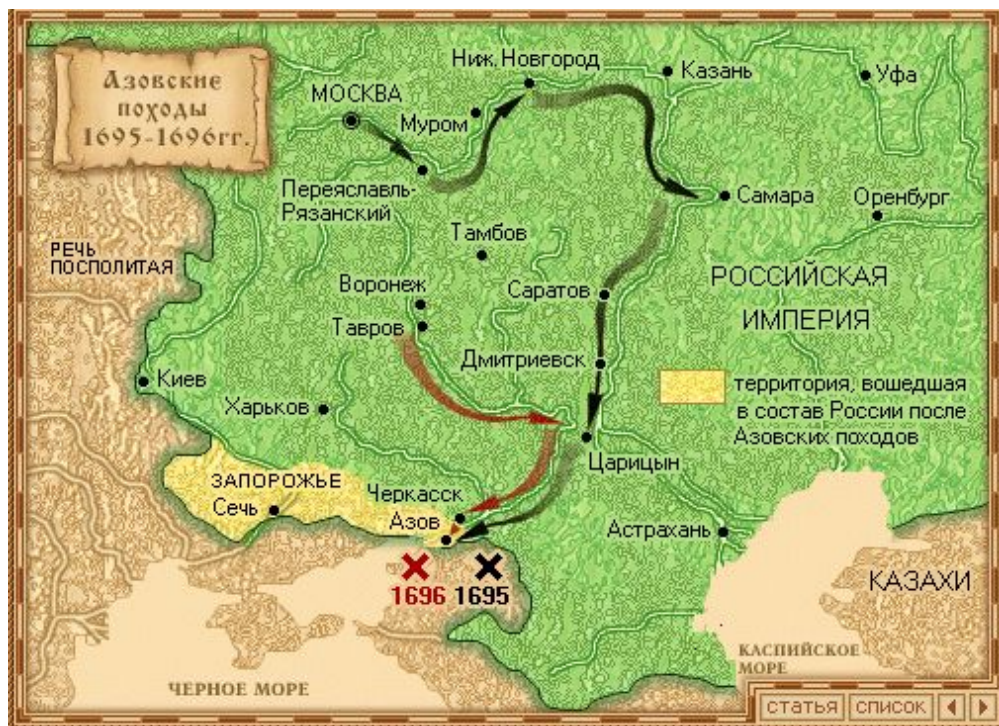 Азовские
походы
1695-1696гг.
МОСКВА
Ниж. Новгород
Казань
Уфа
Муром
Переяславль-
Рязанский
Самара
Оренбург
Тамбов
РЕЧЬ
ПОСПОЛИТАЯ
Воронеж
Тавров
Саратов
РОССИЙСКАЯ
ИМПЕРИЯ
Дмитриевск
Киев
Харьков
территория, вошедшая
в состав России после
Азовских походов
Царицын
ЗАПОРОЖЬЕ
Сечь
Черкасск
Азов
Астрахань
1696 1695
КАЗАХИ
КАСПИЙСКОЕ
МОРЕ
ЧЕРНОЕ МОРЕ
статья список